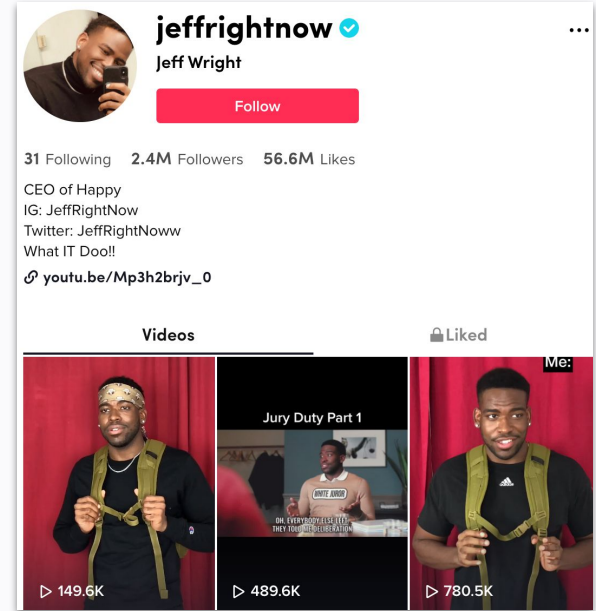 jeffrightnow
Jeff Wright
Follow
31 Following 2.4M Followers 56.6M Likes
CEO of Happy
IG: JeffRightNow
Twitter: JeffRightNoww
What IT Doo!!
youtu.be/Mp3h2brjv_0
Videos Liked
Me:
Jury Duty Part 1
WHITE JUROR
OH, EVERYBODY ELSE LEFT.
THEY TOLD ME DELIBERATION
149.6K 489.6K 780.5K